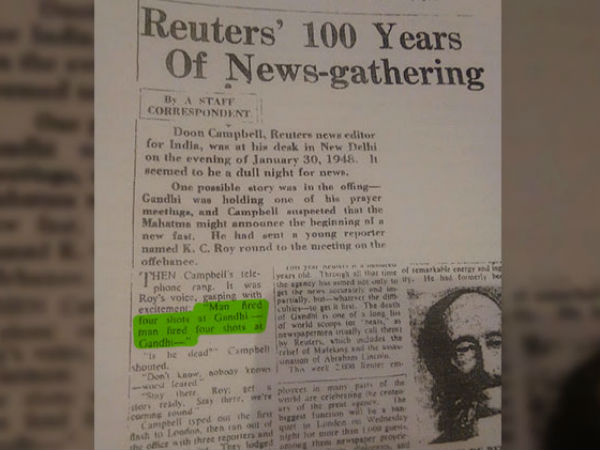 Reuters' 100 Years
Of News-gathering
By A STAFF
CORRESPONDENT
Doon Campbell, Reuters news editor
for India, was at his desk in New Delhi
on the evening of January 30, 1948. It
seemed to be a dull night for news.
One possible story was in the offing—
Gandhi was holding one of his prayer
meetings, and Campbell suspected that the
Mahatma might announce the beginning of a
new fast. He had sent a young reporter
named K. C. Roy round to the meeting on the
offchance.
THEN Campbell's tele-
phone rang. It was
Roy's voice, gasping with
excitement. "Man fired
four shots at Gandhi—
man fired four shots at
Gandhi—"
"Is he dead" Campbell
shouted.
"Don't know, nobody knows
—word feared"
"Stay there, Roy; get a
story ready. Stay there, we're
coming round"
Campbell typed out the first
flash to London, then ran out of
the office with three reporters and
They lodged
years old. Through all that time
the agency has aimed not only to
get the news accurately and im-
partially, but—whatever the diffi-
culties—to get it first. The death
of Gandhi is one of a long list
of world scoops (or "beats," as
newspapermen usually call them)
by Reuters, which includes the
relief of Mafeking and the assas-
sination of Abraham Lincoln.
This week 2,000 Reuter em-
ployees in many parts of the
world are celebrating the centen-
ary of the great agency. The
biggest function will be a ban-
quet in London on Wednesday
night for more than 1,000 guests,
among them newspaper
of remarkable energy and
He had formerly